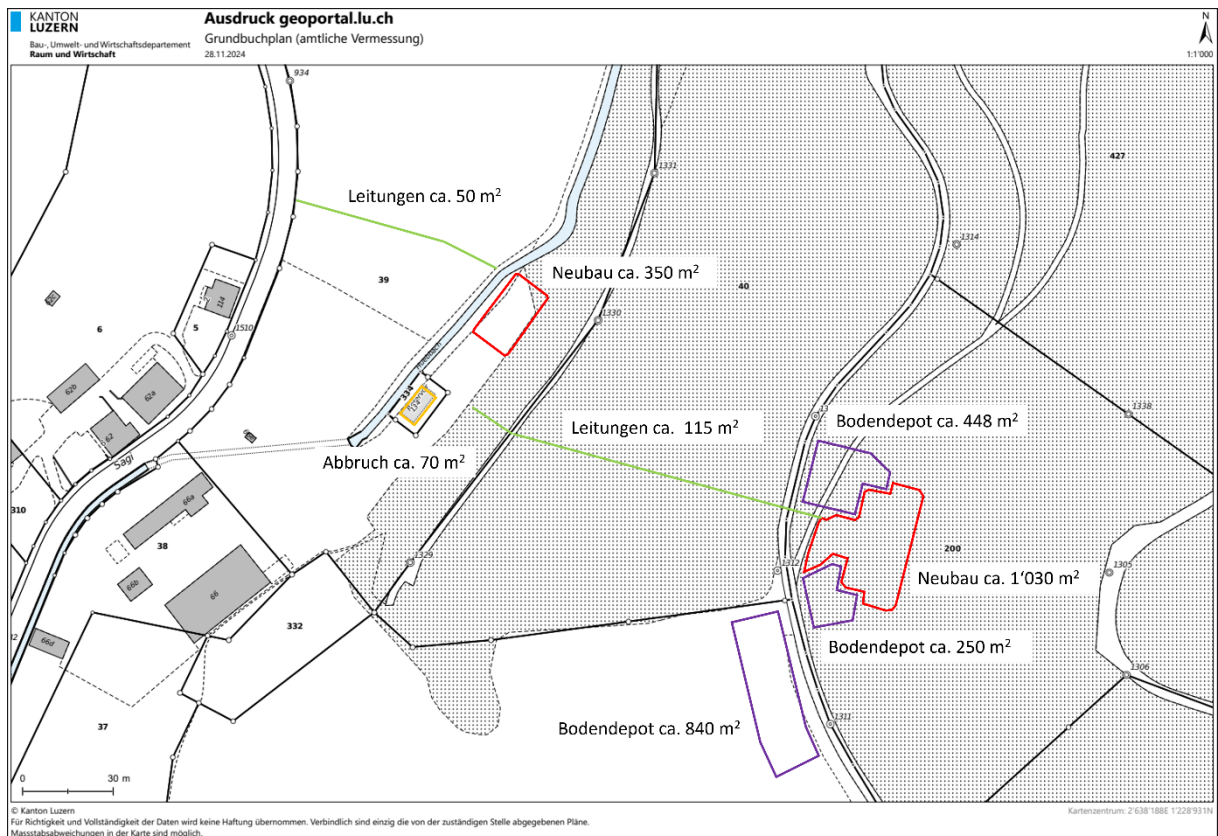 KANTON
LUZERN
Bau-, Umwelt- und Wirtschaftsdepartement
Raum und Wirtschaft
Ausdruck geoportal.lu.ch
Grundbuchplan (amtliche Vermessung)
28.11.2024
N
1:1'000
934
1331
427
Leitungen ca. 50 m²
1314
Neubau ca. 350 m²
39
40
114
5
1510
6
1330
62b
62a
62
334
134
1338
13
Bodendepot ca. 448 m²
Leitungen ca. 115 m²
Abbruch ca. 70 m²
Sagi
310
66a
38
1329
1312
200
1305
Neubau ca. 1‘030 m²
66b
66
332
66d
Bodendepot ca. 250 m²
1306
37
1311
Bodendepot ca. 840 m²
0 30 m
© Kanton Luzern
Kartenzentrum: 2'638'188E 1'228'931N
Für Richtigkeit und Vollständigkeit der Daten wird keine Haftung übernommen. Verbindlich sind einzig die von der zuständigen Stelle abgegebenen Pläne.
Massstabsabweichungen in der Karte sind möglich.